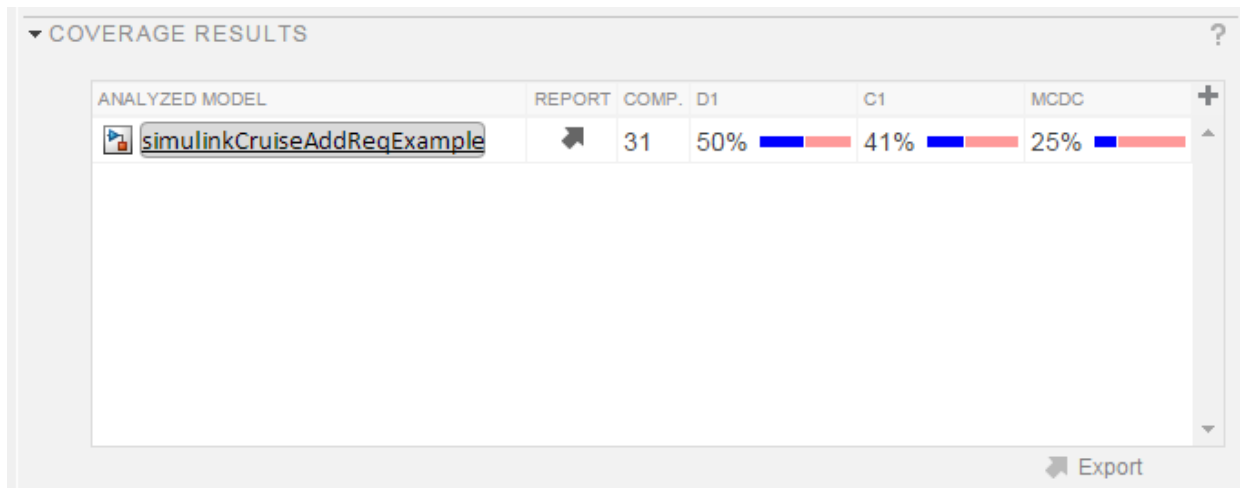 COVERAGE RESULTS ?
ANALYZED MODEL REPORT COMP. D1 C1 MCDC +
simulinkCruiseAddReqExample 31 50% 41% 25%
Export